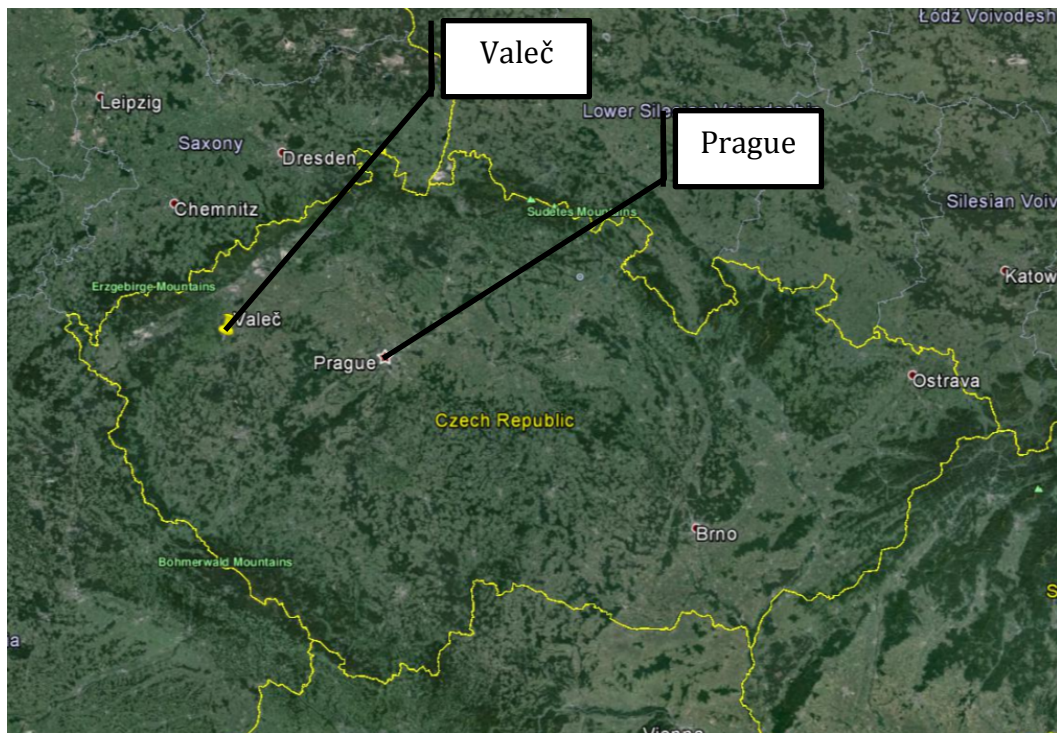 Łódź Voivodesh
Valeč
Leipzig
Lower Silesian Voivodeship
Prague
Saxony
Dresden
Chemnitz
Sudetes Mountains
Silesian Voiv
Katow
Erzgebirge Mountains
Valeč
Prague
Ostrava
Czech Republic
Brno
Böhmerwald Mountains
S
a
Vienna